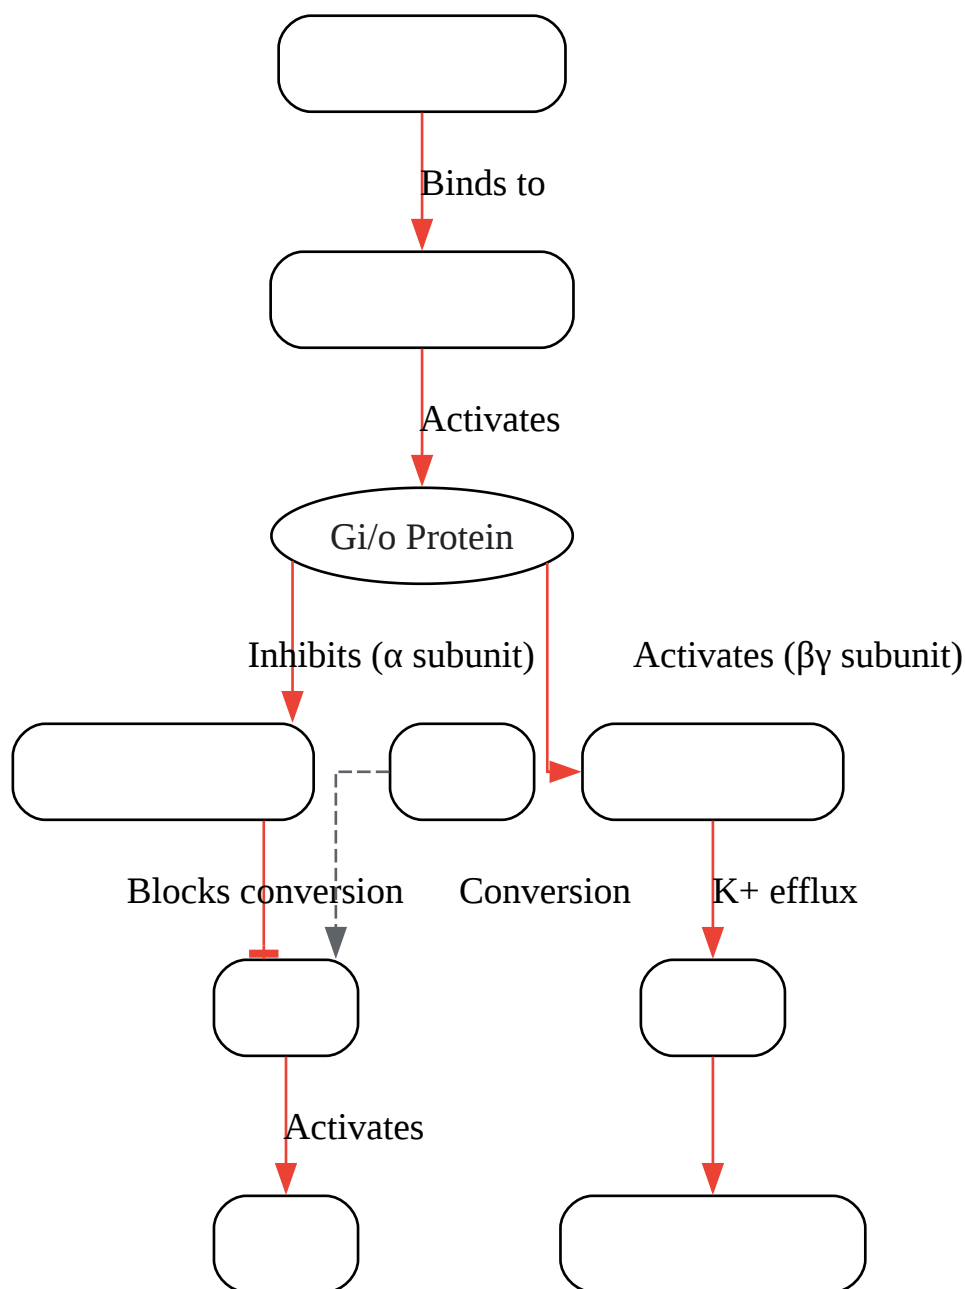 Binds to
Activates
Gi/o Protein
Inhibits (α subunit)
Activates (βγ subunit)
Blocks conversion
Conversion
K+ efflux
Activates